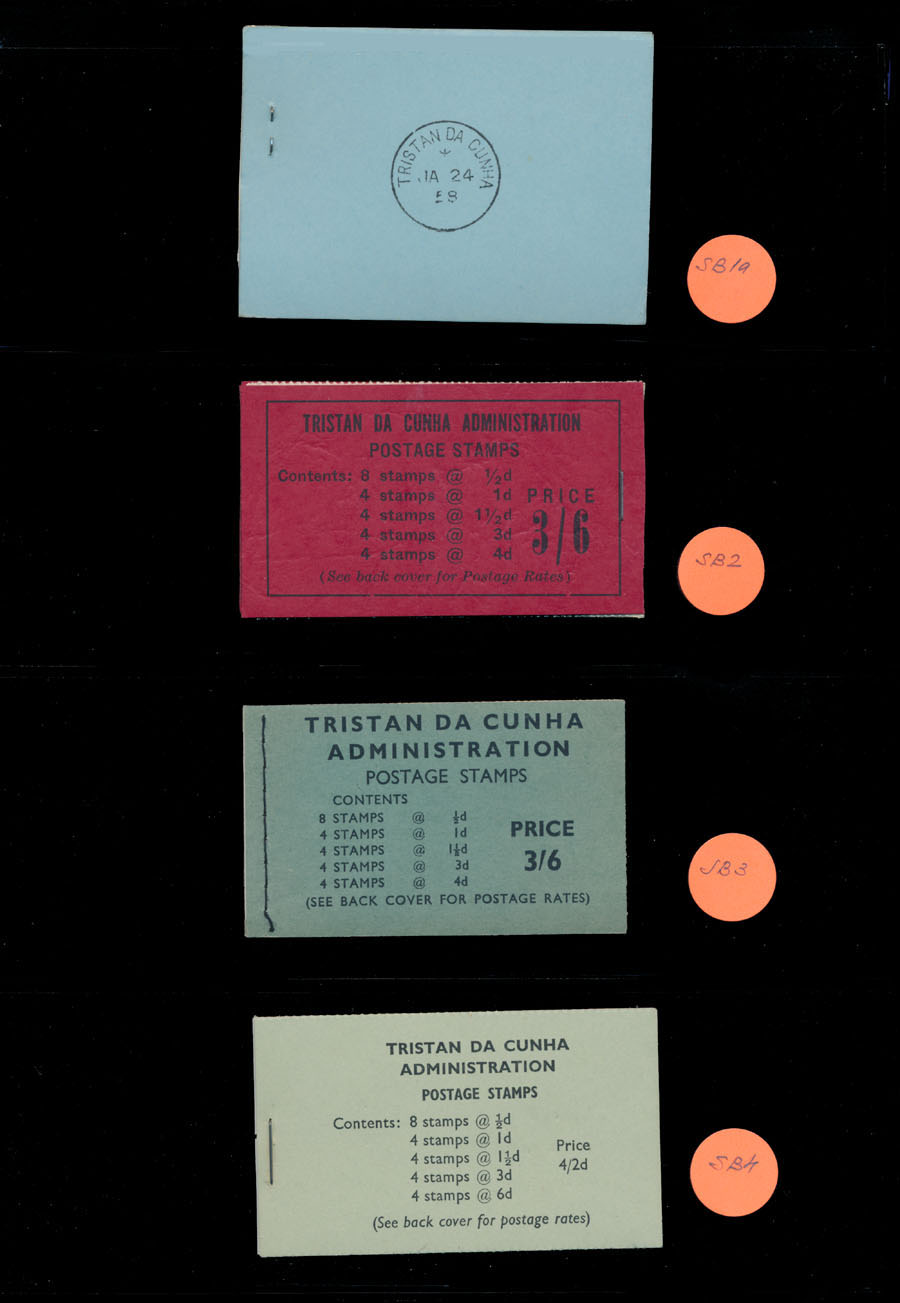 TRISTAN DA CUNHA
JA 24
58
SB1a
TRISTAN DA CUNHA ADMINISTRATION
POSTAGE STAMPS
Contents: 8 stamps @ ½d
4 stamps @ 1d
4 stamps @ 1½d
4 stamps @ 3d
4 stamps @ 4d
PRICE
3/6
(See back cover for Postage Rates)
SB2
TRISTAN DA CUNHA
ADMINISTRATION
POSTAGE STAMPS
CONTENTS
8 STAMPS @ ½d
4 STAMPS @ 1d
4 STAMPS @ 1½d
4 STAMPS @ 3d
4 STAMPS @ 4d
PRICE
3/6
(SEE BACK COVER FOR POSTAGE RATES)
SB3
TRISTAN DA CUNHA
ADMINISTRATION
POSTAGE STAMPS
Contents: 8 stamps @ ½d
4 stamps @ 1d
4 stamps @ 1½d
4 stamps @ 3d
4 stamps @ 6d
Price
4/2d
(See back cover for postage rates)
SB4